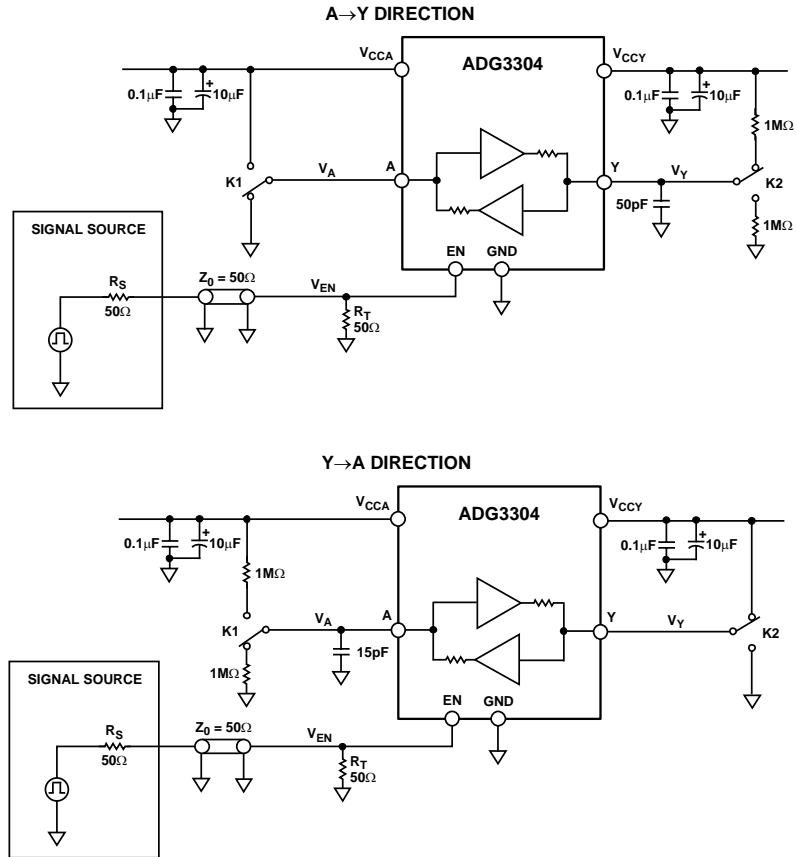 A→Y DIRECTION
VCCA
ADG3304
VCCY
0.1µF
+
10µF
0.1µF
+
10µF
1MΩ
K1
VA
A
Y
VY
K2
50pF
1MΩ
SIGNAL SOURCE
EN
GND
RS
50Ω
Z0 = 50Ω
VEN
RT
50Ω
Y→A DIRECTION
VCCA
ADG3304
VCCY
0.1µF
+
10µF
0.1µF
+
10µF
1MΩ
K1
VA
A
Y
VY
K2
15pF
1MΩ
SIGNAL SOURCE
EN
GND
RS
50Ω
Z0 = 50Ω
VEN
RT
50Ω